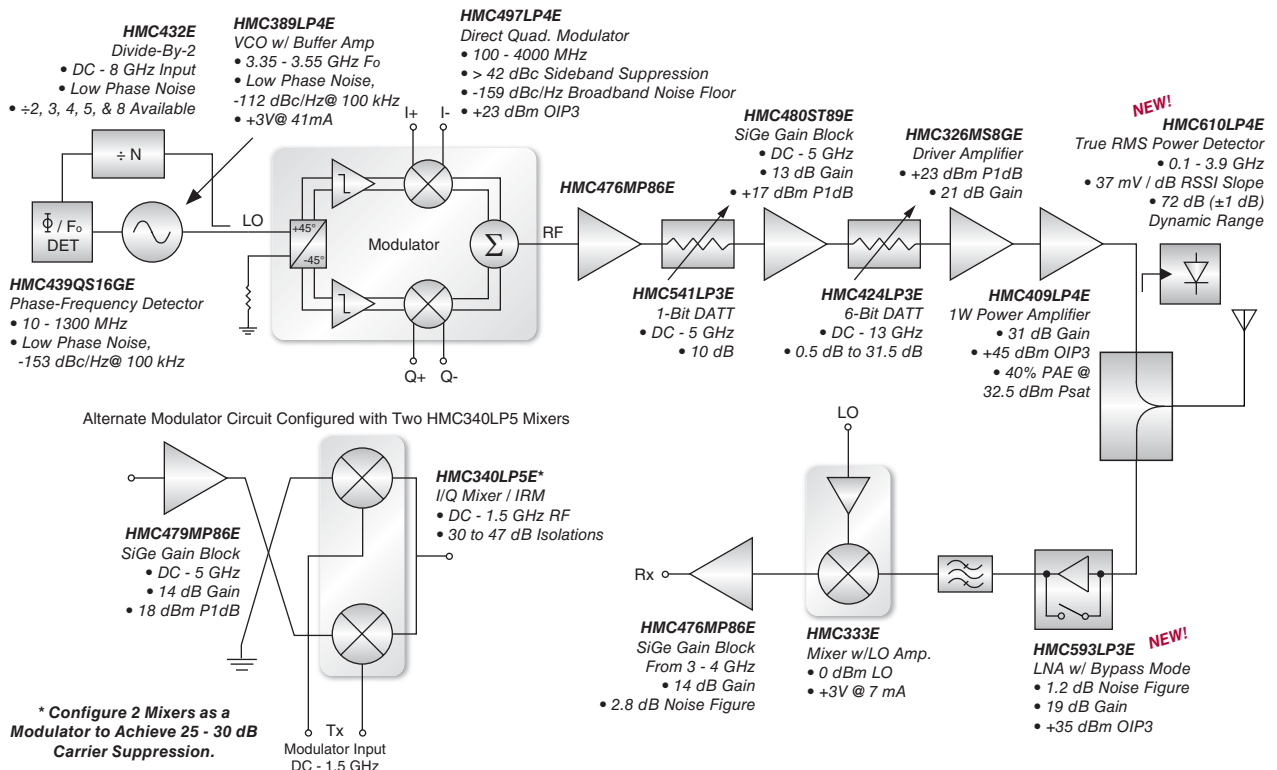 HMC432E
Divide-By-2
• DC - 8 GHz Input
• Low Phase Noise
• ÷2, 3, 4, 5, & 8 Available
HMC389LP4E
VCO w/ Buffer Amp
• 3.35 - 3.55 GHz Fo
• Low Phase Noise,
-112 dBc/Hz@ 100 kHz
• +3V@ 41mA
HMC497LP4E
Direct Quad. Modulator
• 100 - 4000 MHz
• > 42 dBc Sideband Suppression
• -159 dBc/Hz Broadband Noise Floor
• +23 dBm OIP3
÷ N
Φ / Fo
DET
LO
I+
I-
+45°
-45°
Modulator
Σ
RF
Q+
Q-
HMC439QS16GE
Phase-Frequency Detector
• 10 - 1300 MHz
• Low Phase Noise,
-153 dBc/Hz@ 100 kHz
HMC476MP86E
HMC480ST89E
SiGe Gain Block
• DC - 5 GHz
• 13 dB Gain
• +17 dBm P1dB
HMC326MS8GE
Driver Amplifier
• +23 dBm P1dB
• 21 dB Gain
NEW!
HMC610LP4E
True RMS Power Detector
• 0.1 - 3.9 GHz
• 37 mV / dB RSSI Slope
• 72 dB (±1 dB)
Dynamic Range
HMC541LP3E
1-Bit DATT
• DC - 5 GHz
• 10 dB
HMC424LP3E
6-Bit DATT
• DC - 13 GHz
• 0.5 dB to 31.5 dB
HMC409LP4E
1W Power Amplifier
• 31 dB Gain
• +45 dBm OIP3
• 40% PAE @
32.5 dBm Psat
Alternate Modulator Circuit Configured with Two HMC340LP5 Mixers
HMC479MP86E
SiGe Gain Block
• DC - 5 GHz
• 14 dB Gain
• 18 dBm P1dB
HMC340LP5E*
I/Q Mixer / IRM
• DC - 1.5 GHz RF
• 30 to 47 dB Isolations
* Configure 2 Mixers as a
Modulator to Achieve 25 - 30 dB
Carrier Suppression.
Tx
Modulator Input
DC - 1.5 GHz
LO
Rx
HMC476MP86E
SiGe Gain Block
From 3 - 4 GHz
• 14 dB Gain
• 2.8 dB Noise Figure
HMC333E
Mixer w/LO Amp.
• 0 dBm LO
• +3V @ 7 mA
HMC593LP3E
NEW!
LNA w/ Bypass Mode
• 1.2 dB Noise Figure
• 19 dB Gain
• +35 dBm OIP3